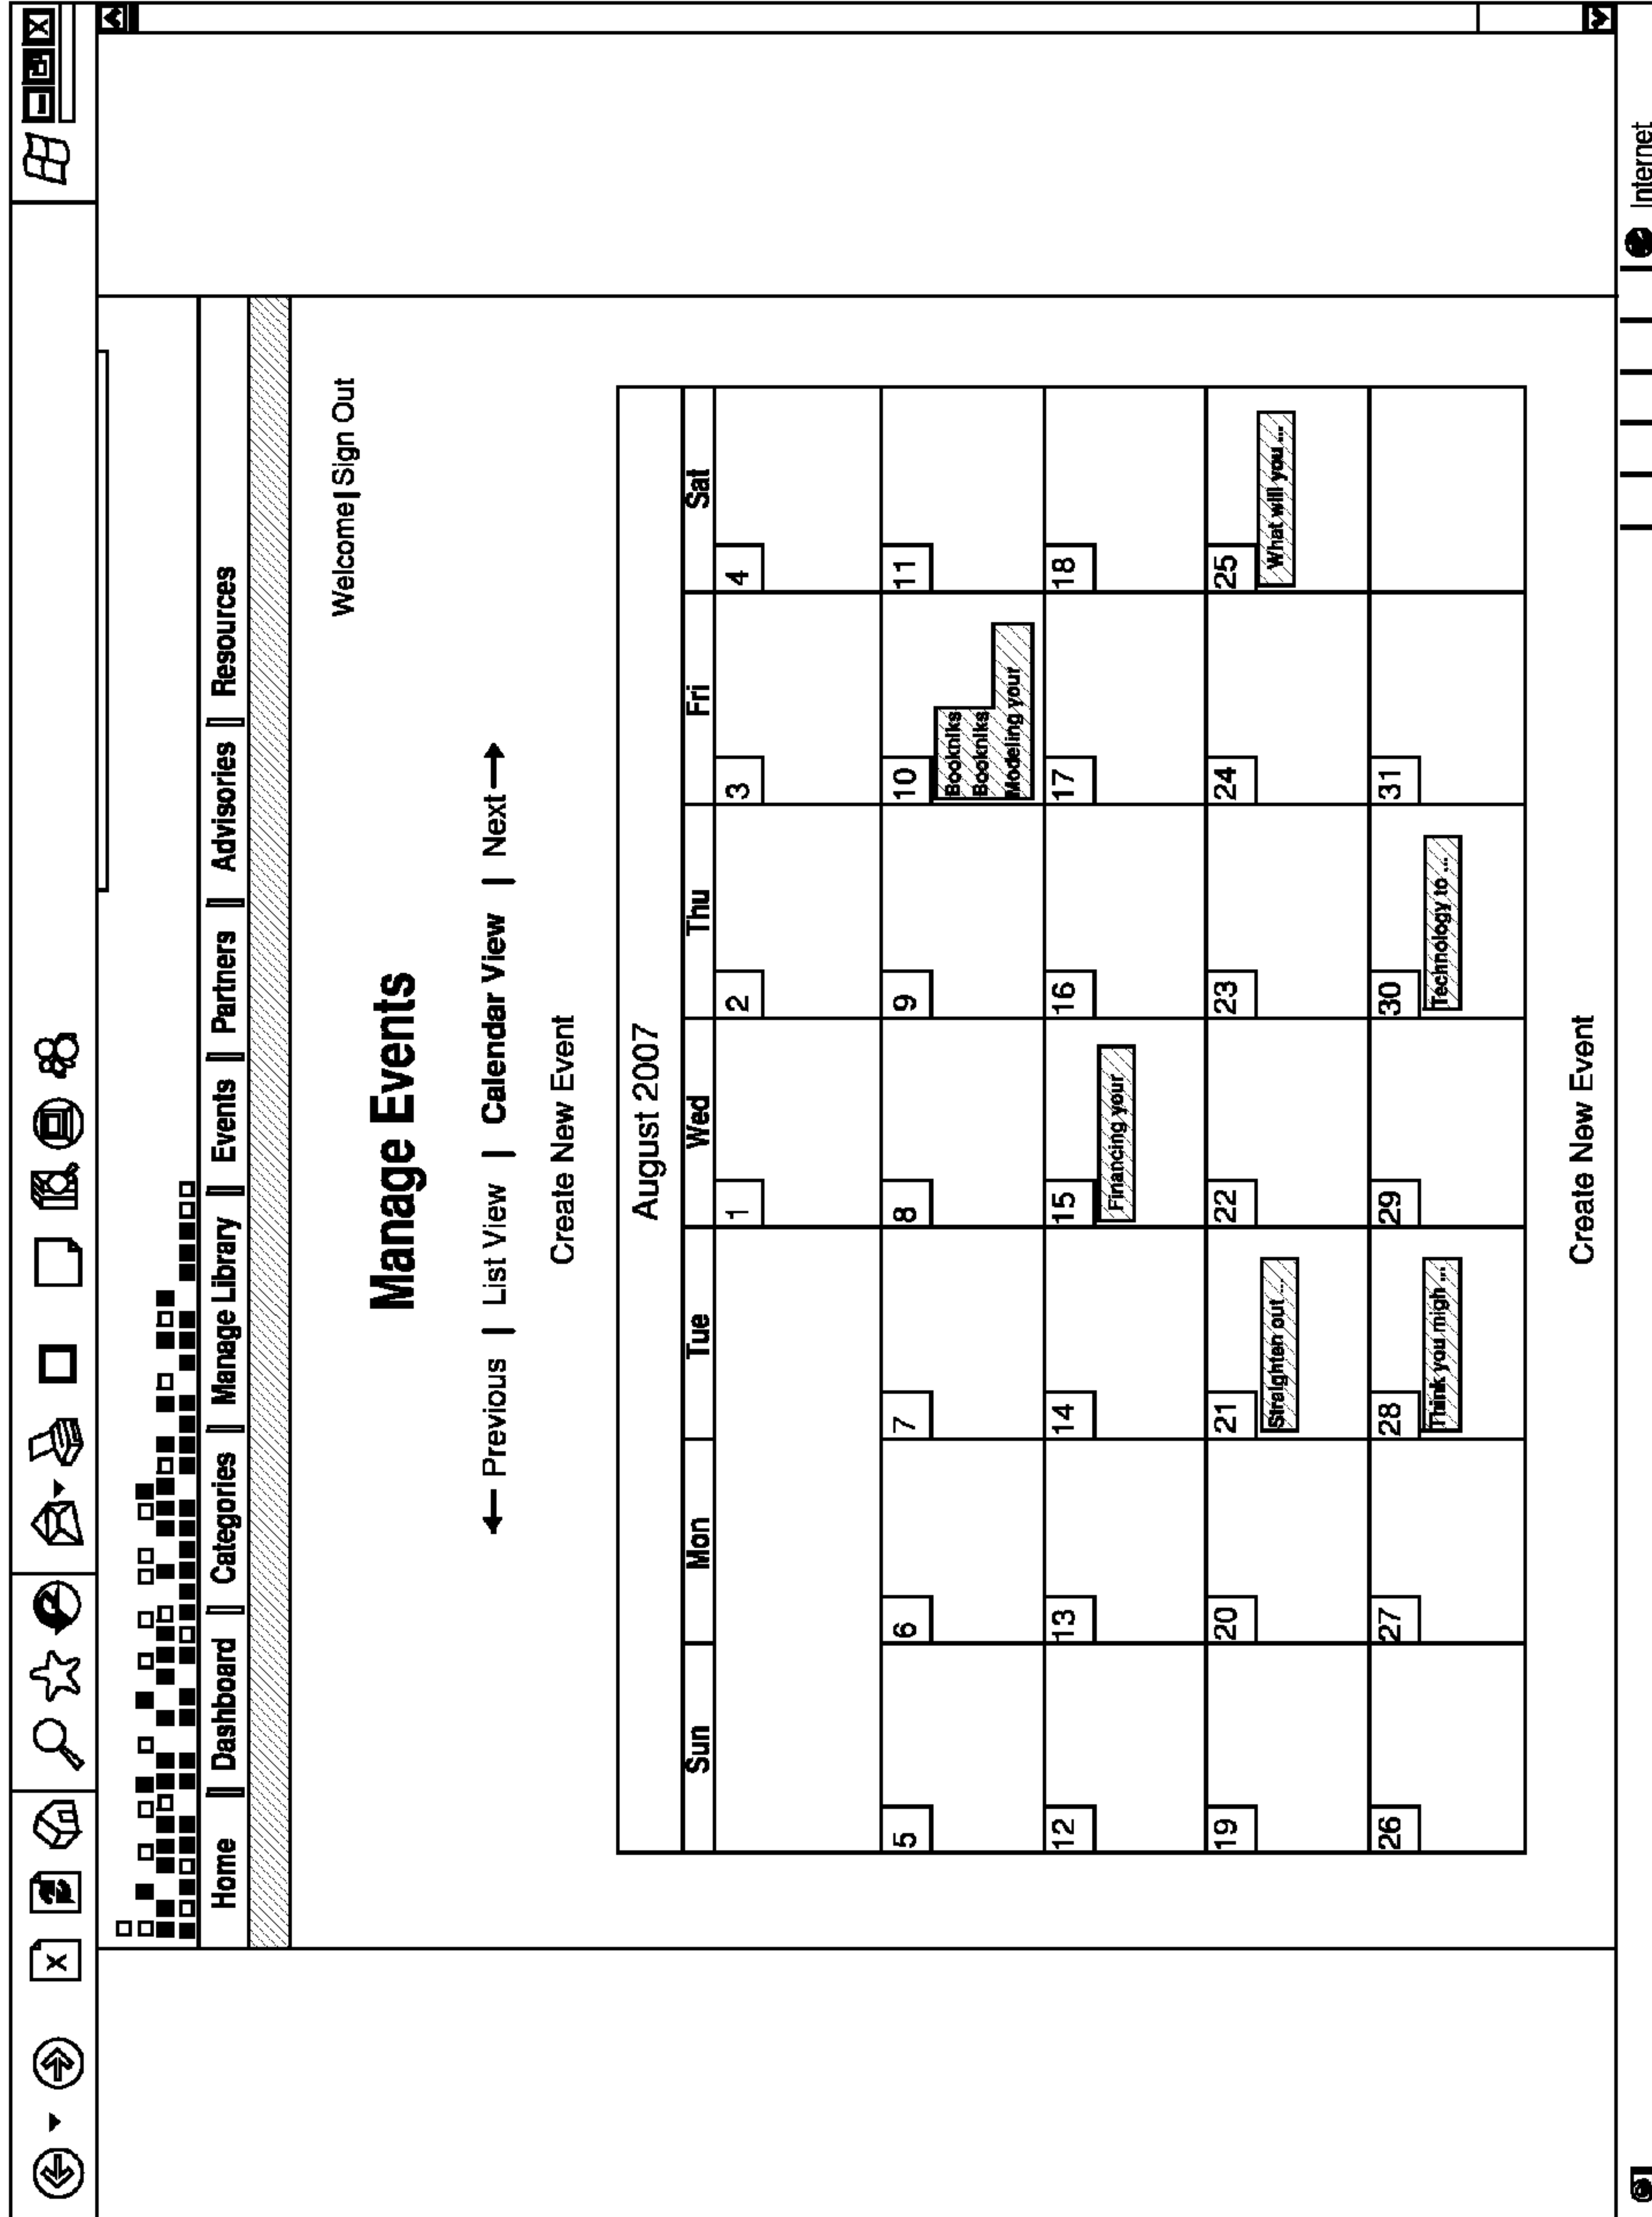 Home | Dashboard | Categories | Manage Library | Events | Partners | Advisories | Resources
Welcome | Sign Out
Manage Events
← Previous | List View | Calendar View | Next →
Create New Event
August 2007
Sun Mon Tue Wed Thu Fri Sat
1 2 3 4
5 6 7 8 9 10 11
Bookniks
Bookniks
Modeling your
12 13 14 15 16 17 18
Financing your
19 20 21 22 23 24 25
Straighten out ... What will you ...
26 27 28 29 30 31
Think you migh ... Technology to ...
Create New Event
Internet